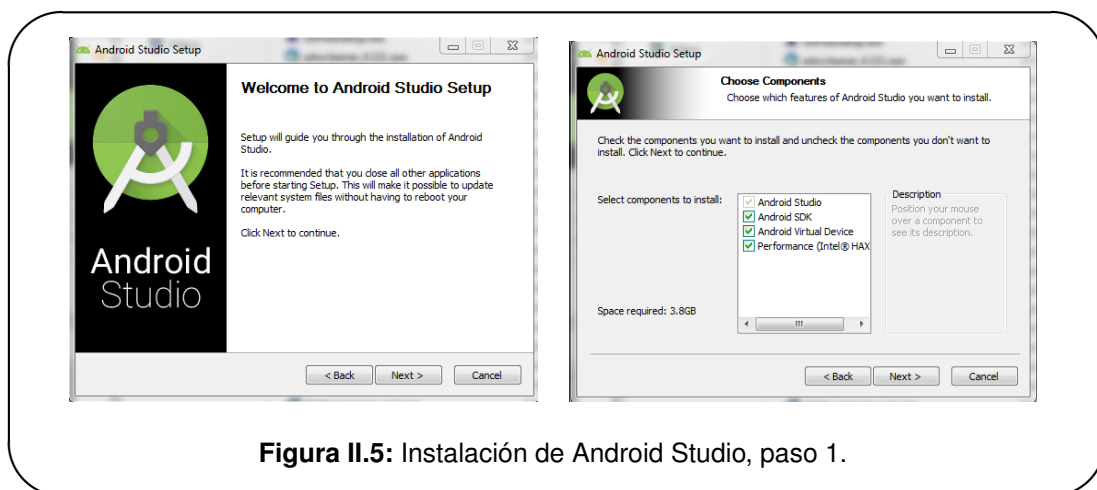 Android Studio Setup
Welcome to Android Studio Setup
Setup will guide you through the installation of Android
Studio.
It is recommended that you close all other applications
before starting Setup. This will make it possible to update
relevant system files without having to reboot your
computer.
Click Next to continue.
Android
Studio
< Back
Next >
Cancel
Android Studio Setup
Choose Components
Choose which features of Android Studio you want to install.
Check the components you want to install and uncheck the components you don't want to
install. Click Next to continue.
Select components to install:
Android Studio
Android SDK
Android Virtual Device
Performance (Intel® HAX
Description
Position your mouse
over a component to
see its description.
Space required: 3.8GB
< Back
Next >
Cancel
Figura II.5: Instalación de Android Studio, paso 1.